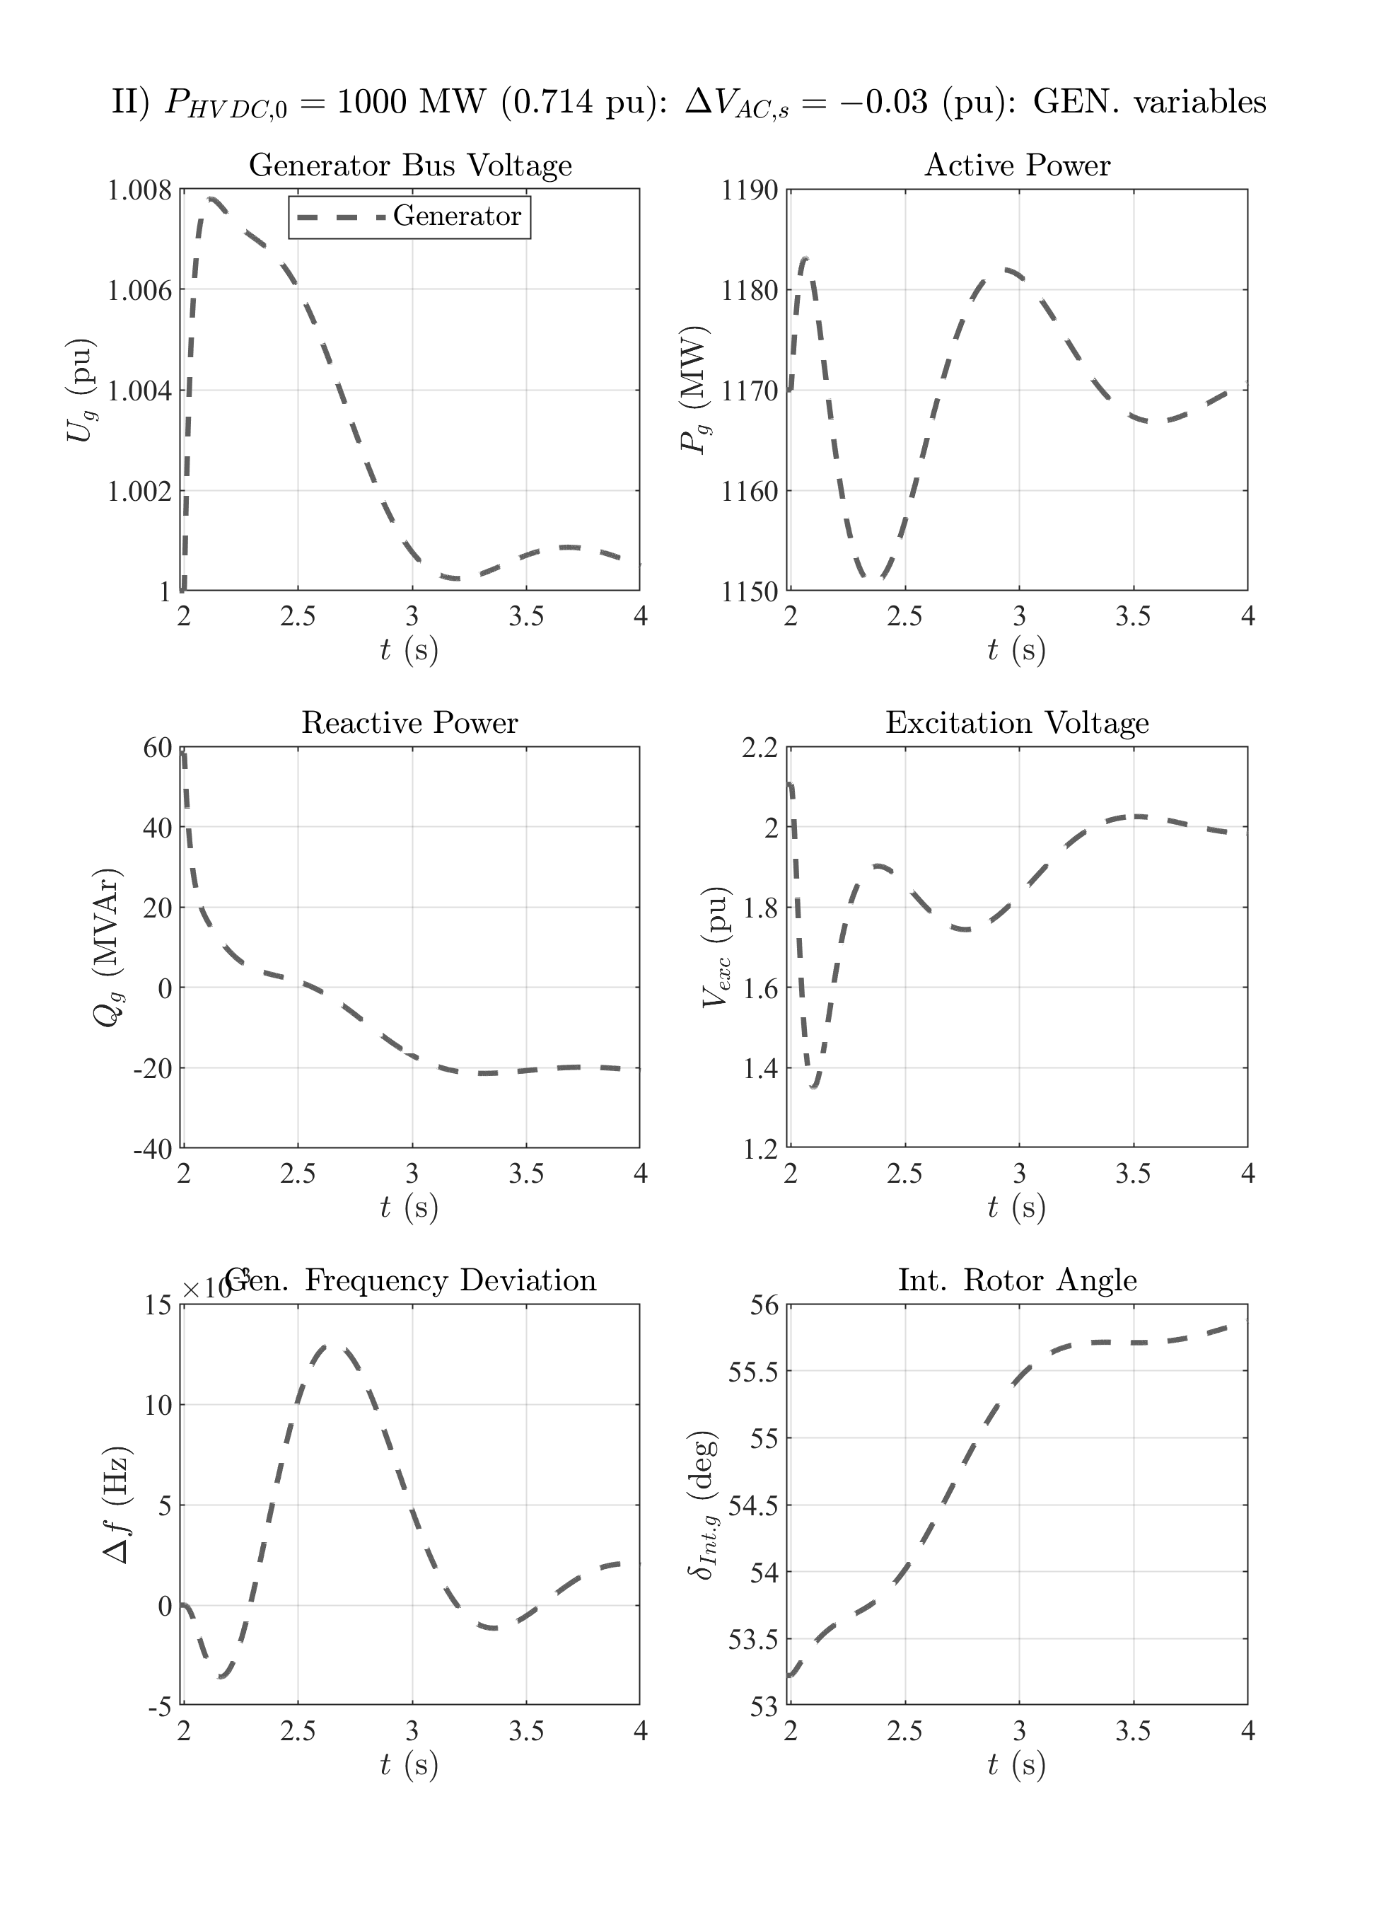 II) P_{HVDC,0} = 1000 MW (0.714 pu): ΔV_{AC,s} = −0.03 (pu): GEN. variables
Generator Bus Voltage
1.008
1.006
1.004
1.002
1
U_g (pu)
Generator
2 2.5 3 3.5 4
t (s)
Active Power
1190
1180
1170
1160
1150
P_g (MW)
2 2.5 3 3.5 4
t (s)
Reactive Power
60
40
20
0
-20
-40
Q_g (MVAr)
2 2.5 3 3.5 4
t (s)
Excitation Voltage
2.2
2
1.8
1.6
1.4
1.2
V_{exc} (pu)
2 2.5 3 3.5 4
t (s)
×10^{-3}
Gen. Frequency Deviation
15
10
5
0
-5
Δf (Hz)
2 2.5 3 3.5 4
t (s)
Int. Rotor Angle
56
55.5
55
54.5
54
53.5
53
δ_{Int.g} (deg)
2 2.5 3 3.5 4
t (s)